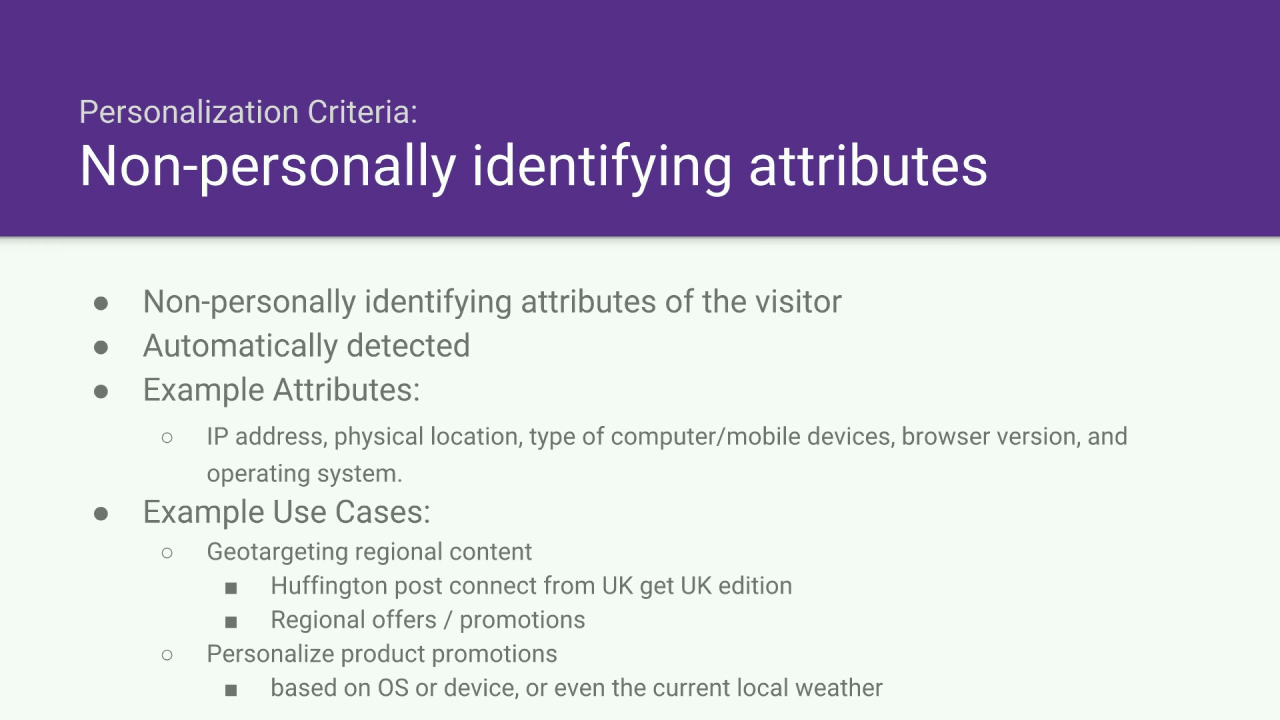 Personalization Criteria:
Non-personally identifying attributes
● Non-personally identifying attributes of the visitor
● Automatically detected
● Example Attributes:
○ IP address, physical location, type of computer/mobile devices, browser version, and
operating system.
● Example Use Cases:
○ Geotargeting regional content
■ Huffington post connect from UK get UK edition
■ Regional offers / promotions
○ Personalize product promotions
■ based on OS or device, or even the current local weather